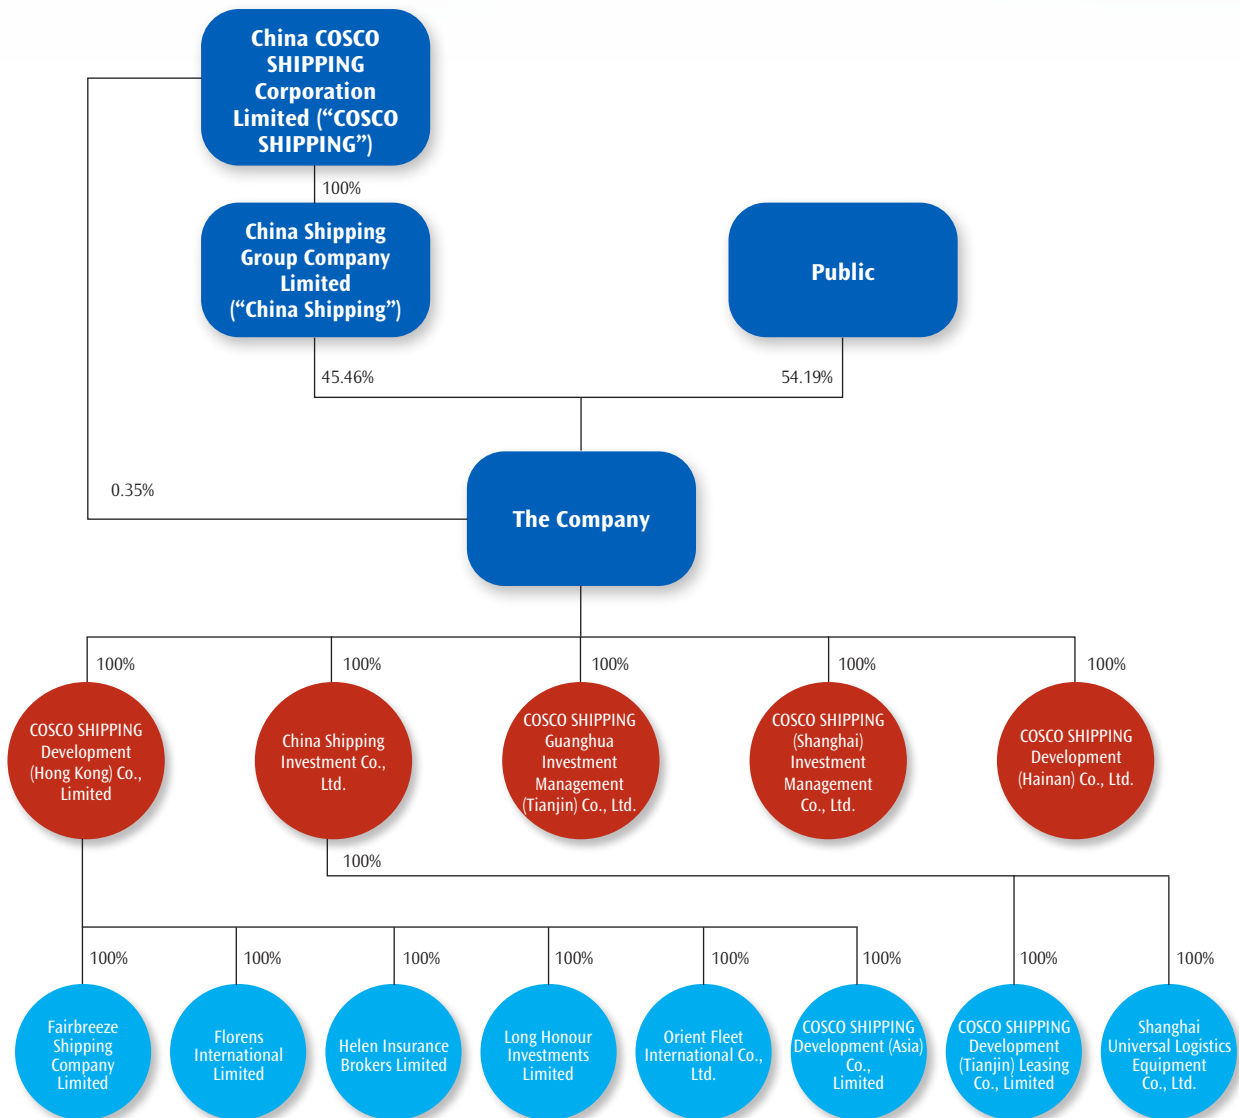 China COSCO
SHIPPING
Corporation
Limited (“COSCO
SHIPPING”)
100%
China Shipping
Group Company
Limited
(“China Shipping”)
Public
45.46%
54.19%
0.35%
The Company
100%
100%
100%
100%
100%
COSCO SHIPPING
Development
(Hong Kong) Co.,
Limited
China Shipping
Investment Co.,
Ltd.
COSCO SHIPPING
Guanghua
Investment
Management
(Tianjin) Co., Ltd.
COSCO SHIPPING
(Shanghai)
Investment
Management
Co., Ltd.
COSCO SHIPPING
Development
(Hainan) Co., Ltd.
100%
100%
100%
100%
100%
100%
100%
100%
100%
Fairbreeze
Shipping
Company
Limited
Florens
International
Limited
Helen Insurance
Brokers Limited
Long Honour
Investments
Limited
Orient Fleet
International Co.,
Ltd.
COSCO SHIPPING
Development (Asia)
Co.,
Limited
COSCO SHIPPING
Development
(Tianjin) Leasing
Co., Limited
Shanghai
Universal Logistics
Equipment
Co., Ltd.